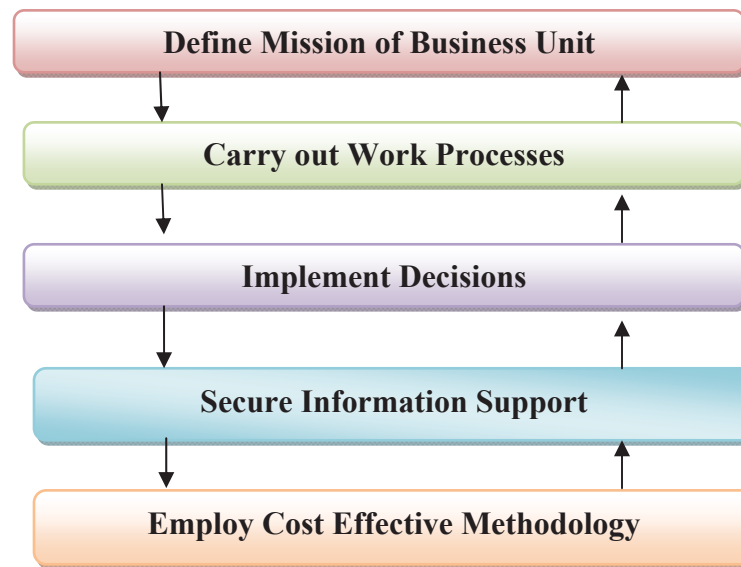 Define Mission of Business Unit
Carry out Work Processes
Implement Decisions
Secure Information Support
Employ Cost Effective Methodology